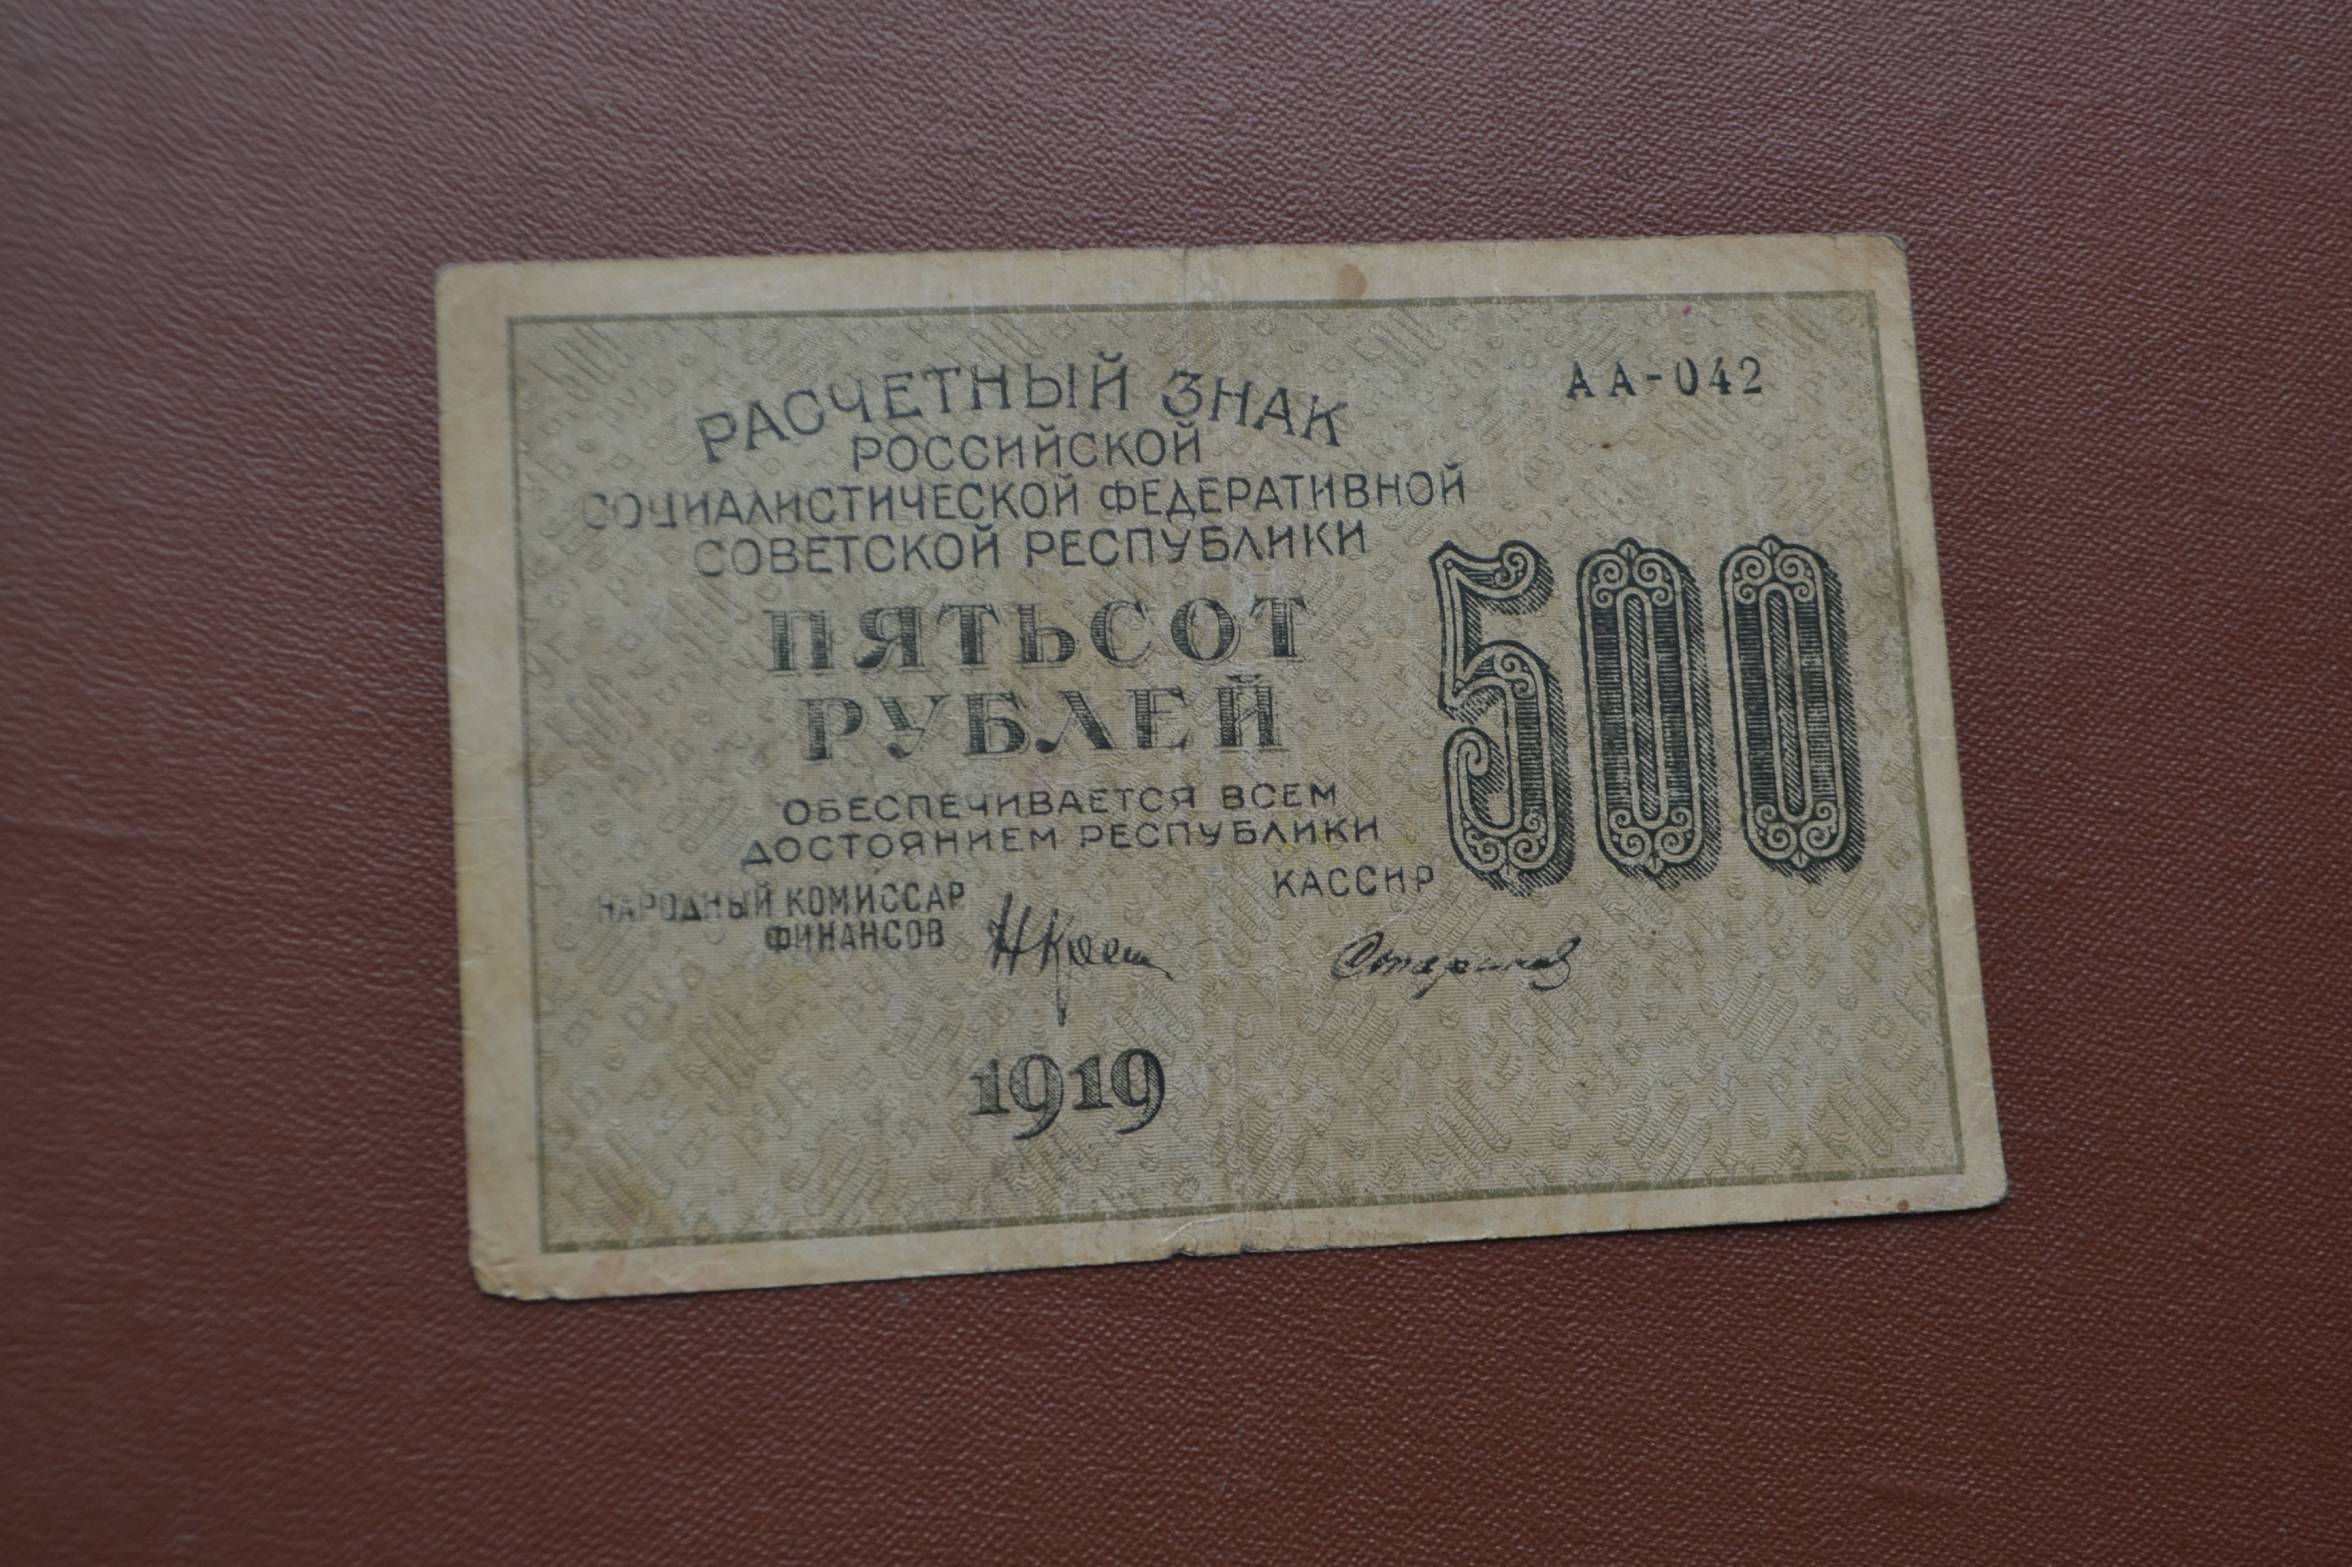 РАСЧЕТНЫЙ ЗНАК
АА-042
РОССИЙСКОЙ
СОЦИАЛИСТИЧЕСКОЙ ФЕДЕРАТИВНОЙ
СОВЕТСКОЙ РЕСПУБЛИКИ
ПЯТЬСОТ
РУБЛЕЙ
500
ОБЕСПЕЧИВАЕТСЯ ВСЕМ
ДОСТОЯНИЕМ РЕСПУБЛИКИ
НАРОДНЫЙ КОМИССАР
ФИНАНСОВ
КАССИР
1919